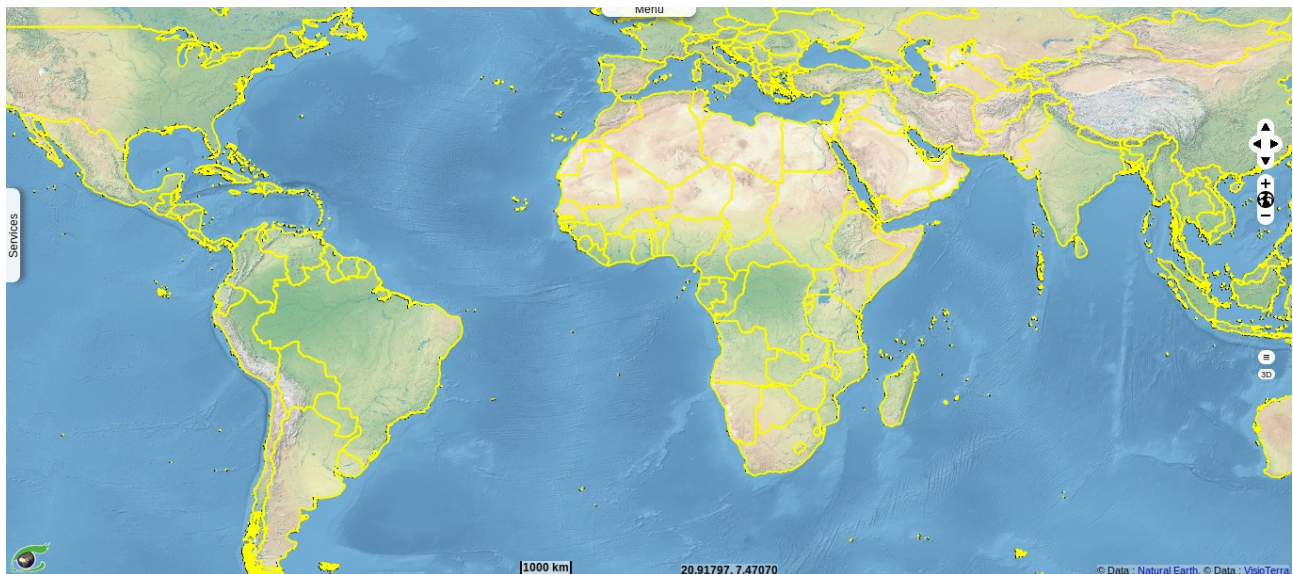 Menu
Services
≡
3D
1000 km
20.91797, 7.47070
© Data : Natural Earth, © Data : VisioTerra